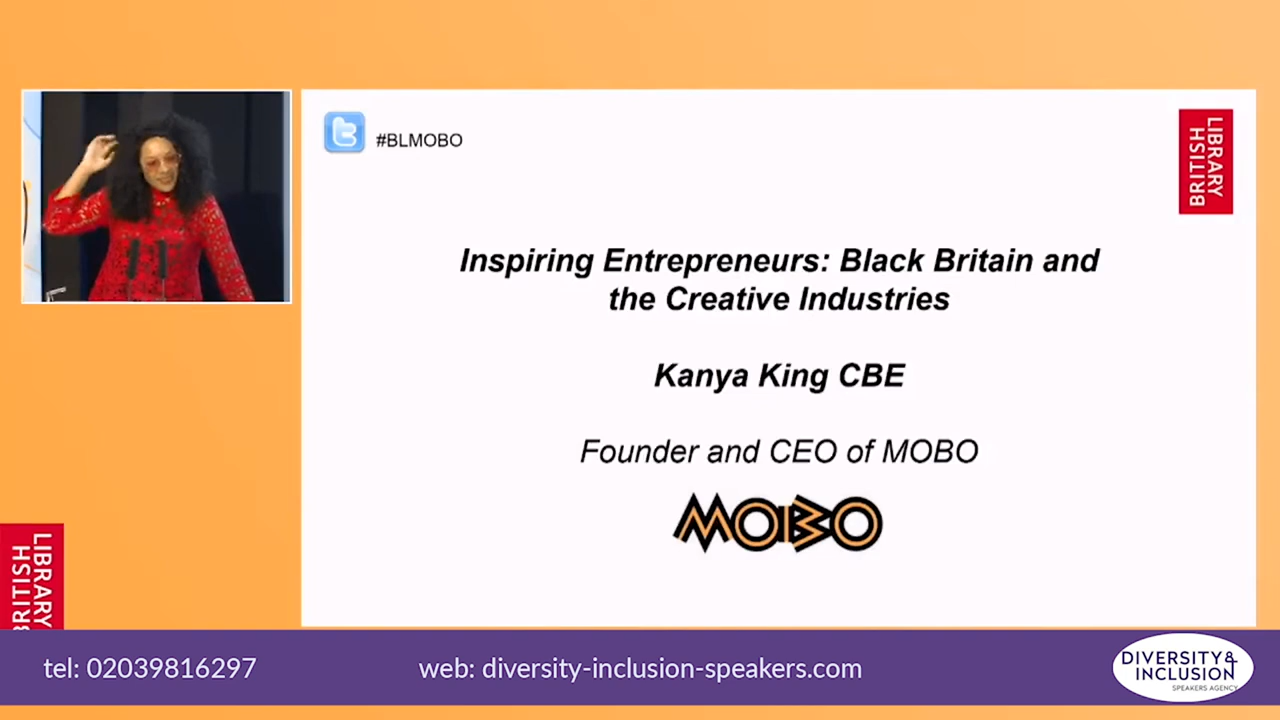 #BLMOBO
LIBRARY
BRITISH
Inspiring Entrepreneurs: Black Britain and
the Creative Industries
Kanya King CBE
Founder and CEO of MOBO
MOBO
LIBRARY
BRITISH
tel: 02039816297
web: diversity-inclusion-speakers.com
DIVERSITY&
INCLUSION
SPEAKERS AGENCY